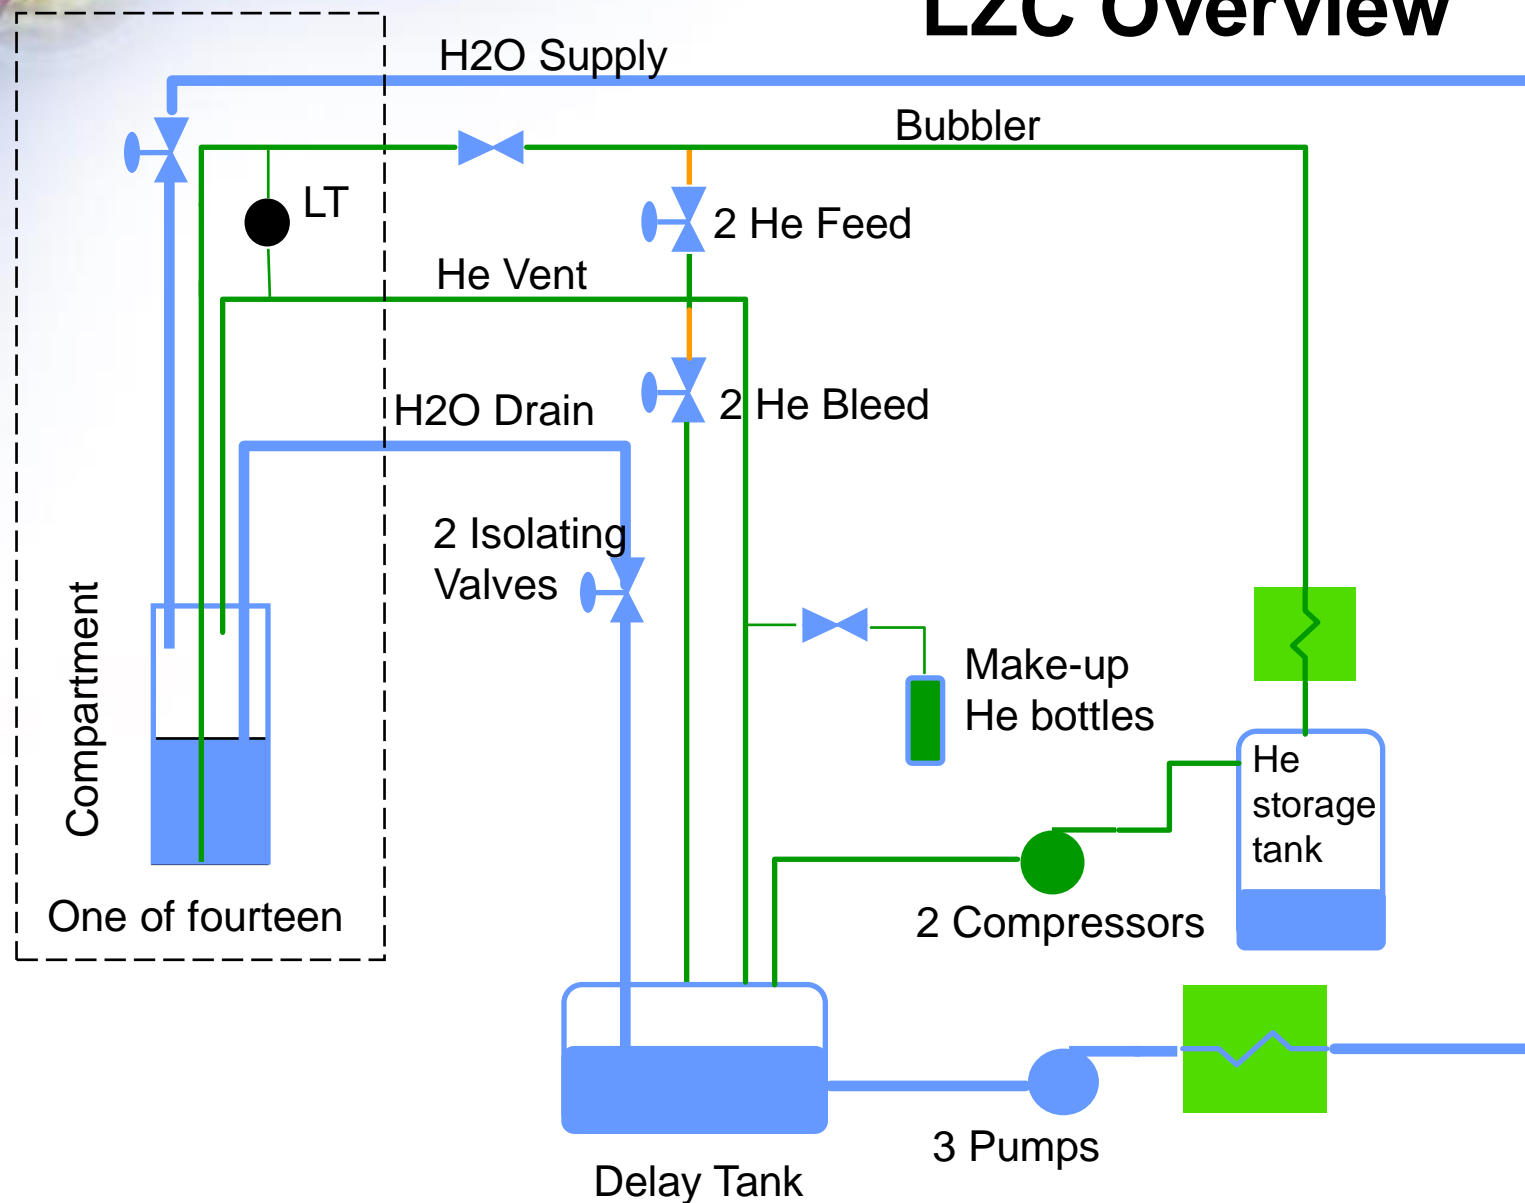 LZC Overview
H2O Supply
Bubbler
LT
2 He Feed
He Vent
2 He Bleed
H2O Drain
2 Isolating
Valves
Compartment
Make-up
He bottles
He
storage
tank
One of fourteen
2 Compressors
3 Pumps
Delay Tank